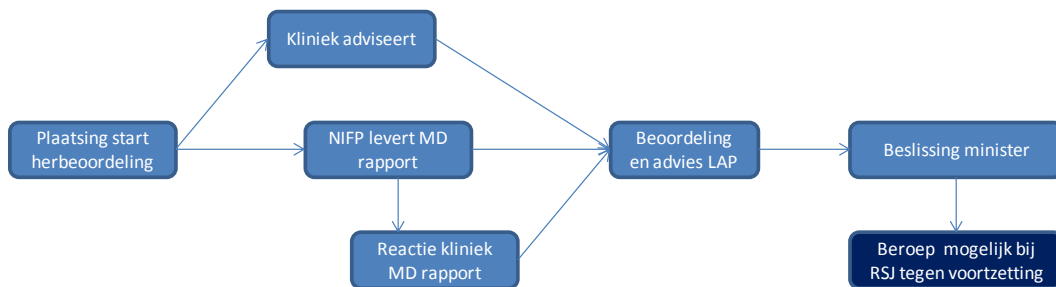 Kliniek adviseert
Plaatsing start
herbeoordeling
NIFP levert MD
rapport
Beoordeling
en advies LAP
Beslissing minister
Reactie kliniek
MD rapport
Beroep mogelijk bij
RSJ tegen voortzetting